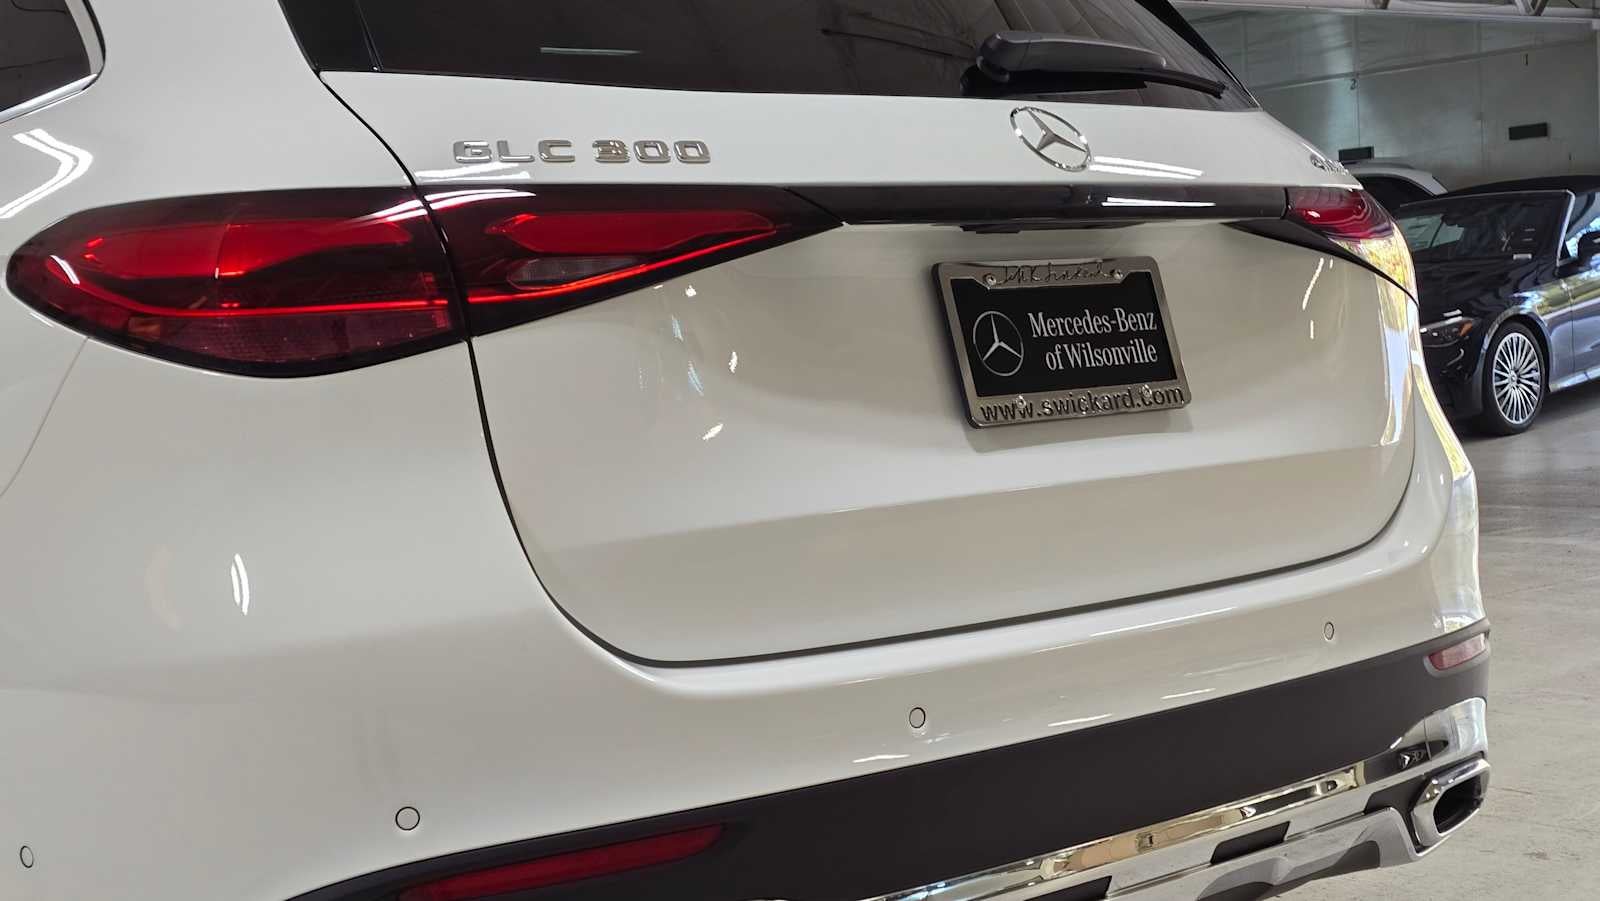 GLC 300
Mercedes-Benz
of Wilsonville
www.swickard.com